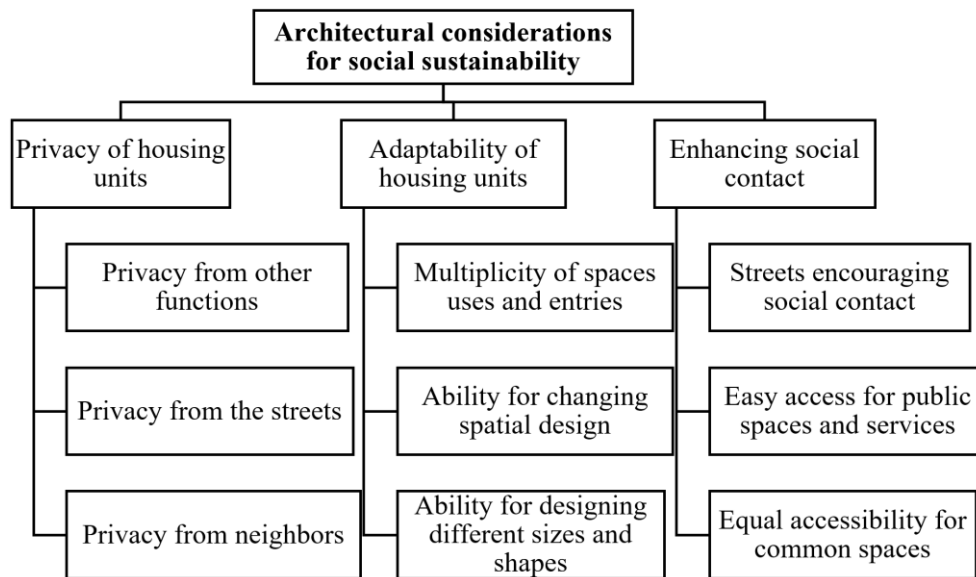 Architectural considerations
for social sustainability
Privacy of housing
units
Adaptability of
housing units
Enhancing social
contact
Privacy from other
functions
Multiplicity of spaces
uses and entries
Streets encouraging
social contact
Privacy from the streets
Ability for changing
spatial design
Easy access for public
spaces and services
Privacy from neighbors
Ability for designing
different sizes and
shapes
Equal accessibility for
common spaces